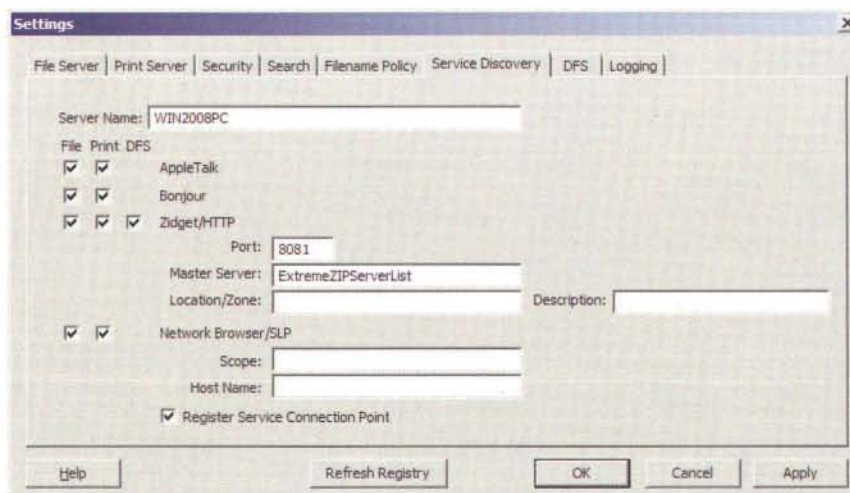 Settings
File Server Print Server Security Search Filename Policy Service Discovery DFS Logging
Server Name: WIN2008PC
File Print DFS
AppleTalk
Bonjour
Zidget/HTTP
Port: 8081
Master Server: ExtremeZIPServerList
Location/Zone: Description:
Network Browser/SLP
Scope:
Host Name:
Register Service Connection Point
Help Refresh Registry OK Cancel Apply